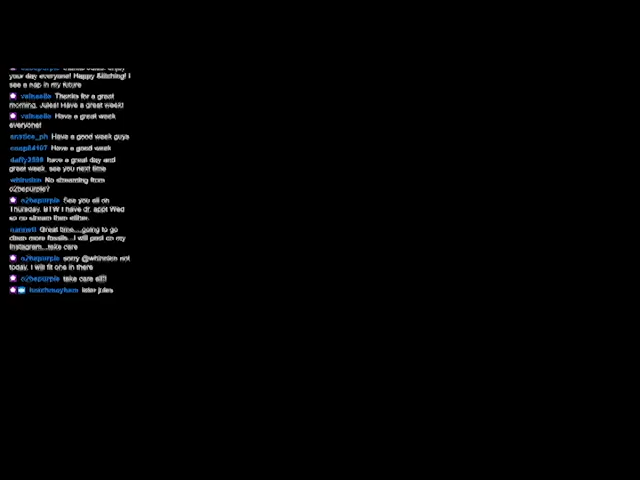 your day everyone! Happy Stitching! I
see a nap in my future
Thanks for a great
morning, Jules! Have a great week!
Have a great week
everyone!
Have a good week guys
Have a good week
have a great day and
great week. see you next time
No streaming from
o2bepurple?
o2bepurple See you all on
Thursday. BTW I have dr. appt Wed
so no stream then either.
Great time....going to go
clean more fossils...I will post on my
Instagram...take care
o2bepurple sorry not
today. I will fit one in there
o2bepurple take care all!!
later jules